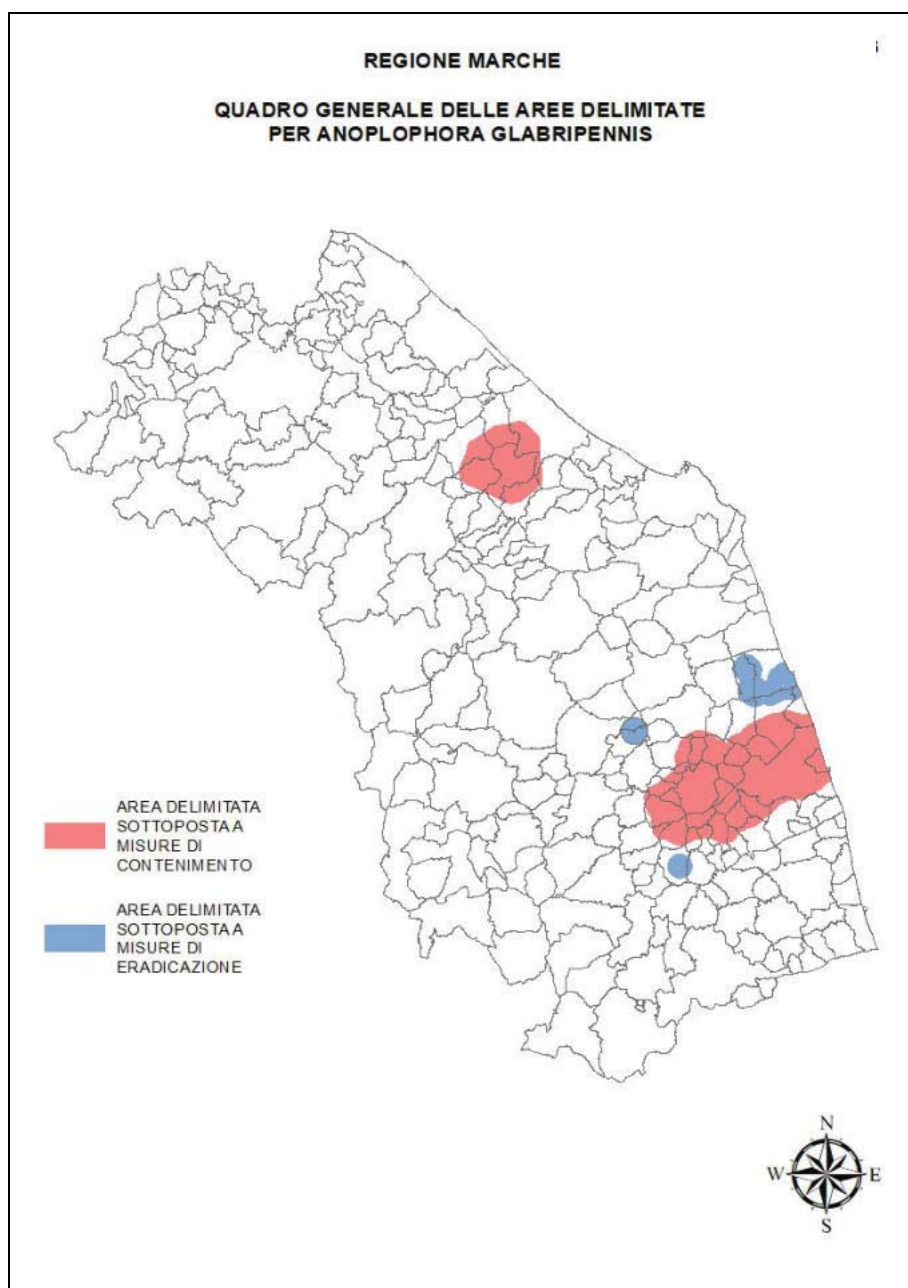 REGIONE MARCHE
QUADRO GENERALE DELLE AREE DELIMITATE
PER ANOPLOPHORA GLABRIPENNIS
AREA DELIMITATA
SOTTOPOSTA A
MISURE DI
CONTENIMENTO
AREA DELIMITATA
SOTTOPOSTA A
MISURE DI
ERADICAZIONE
N
W E
S